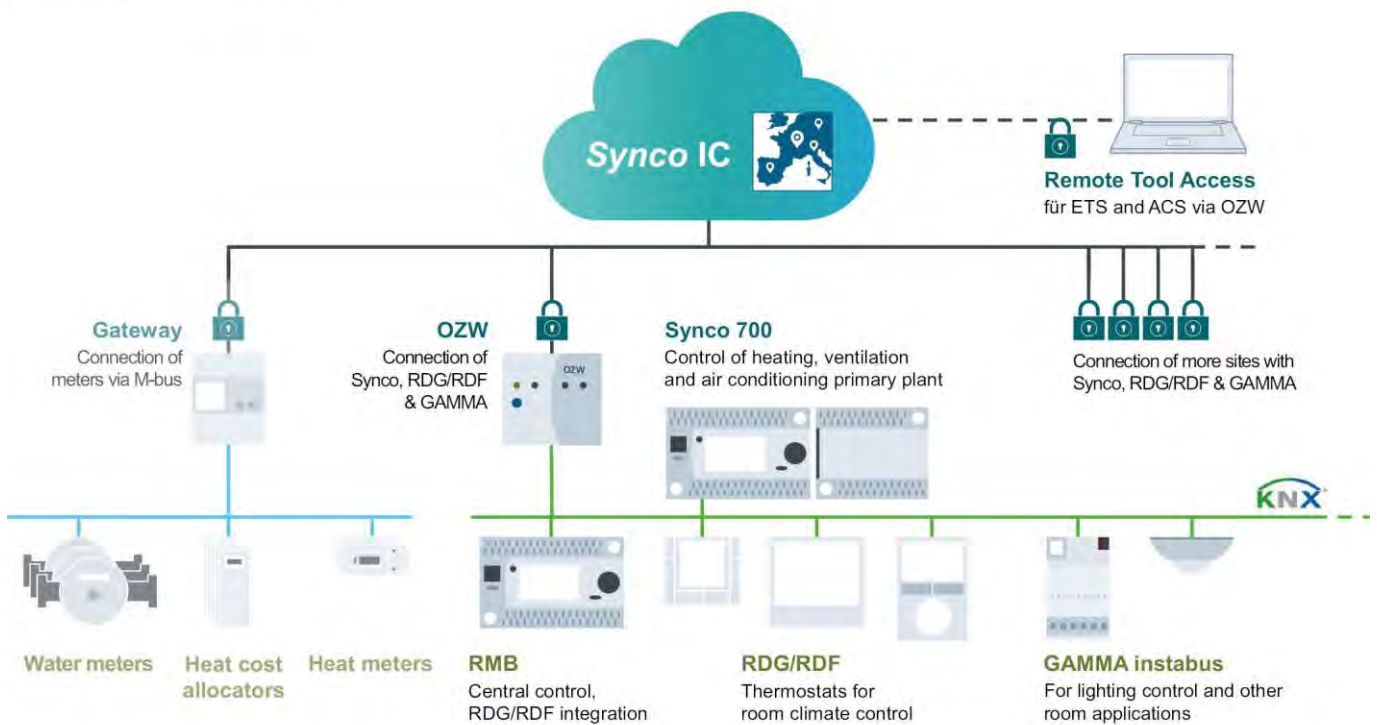 Synco IC
Remote Tool Access
für ETS and ACS via OZW
Gateway
Connection of
meters via M-bus
OZW
Connection of
Synco, RDG/RDF
& GAMMA
OZW
Synco 700
Control of heating, ventilation
and air conditioning primary plant
Connection of more sites with
Synco, RDG/RDF & GAMMA
KNX
Water meters
Heat cost
allocators
Heat meters
RMB
Central control,
RDG/RDF integration
RDG/RDF
Thermostats for
room climate control
GAMMA instabus
For lighting control and other
room applications